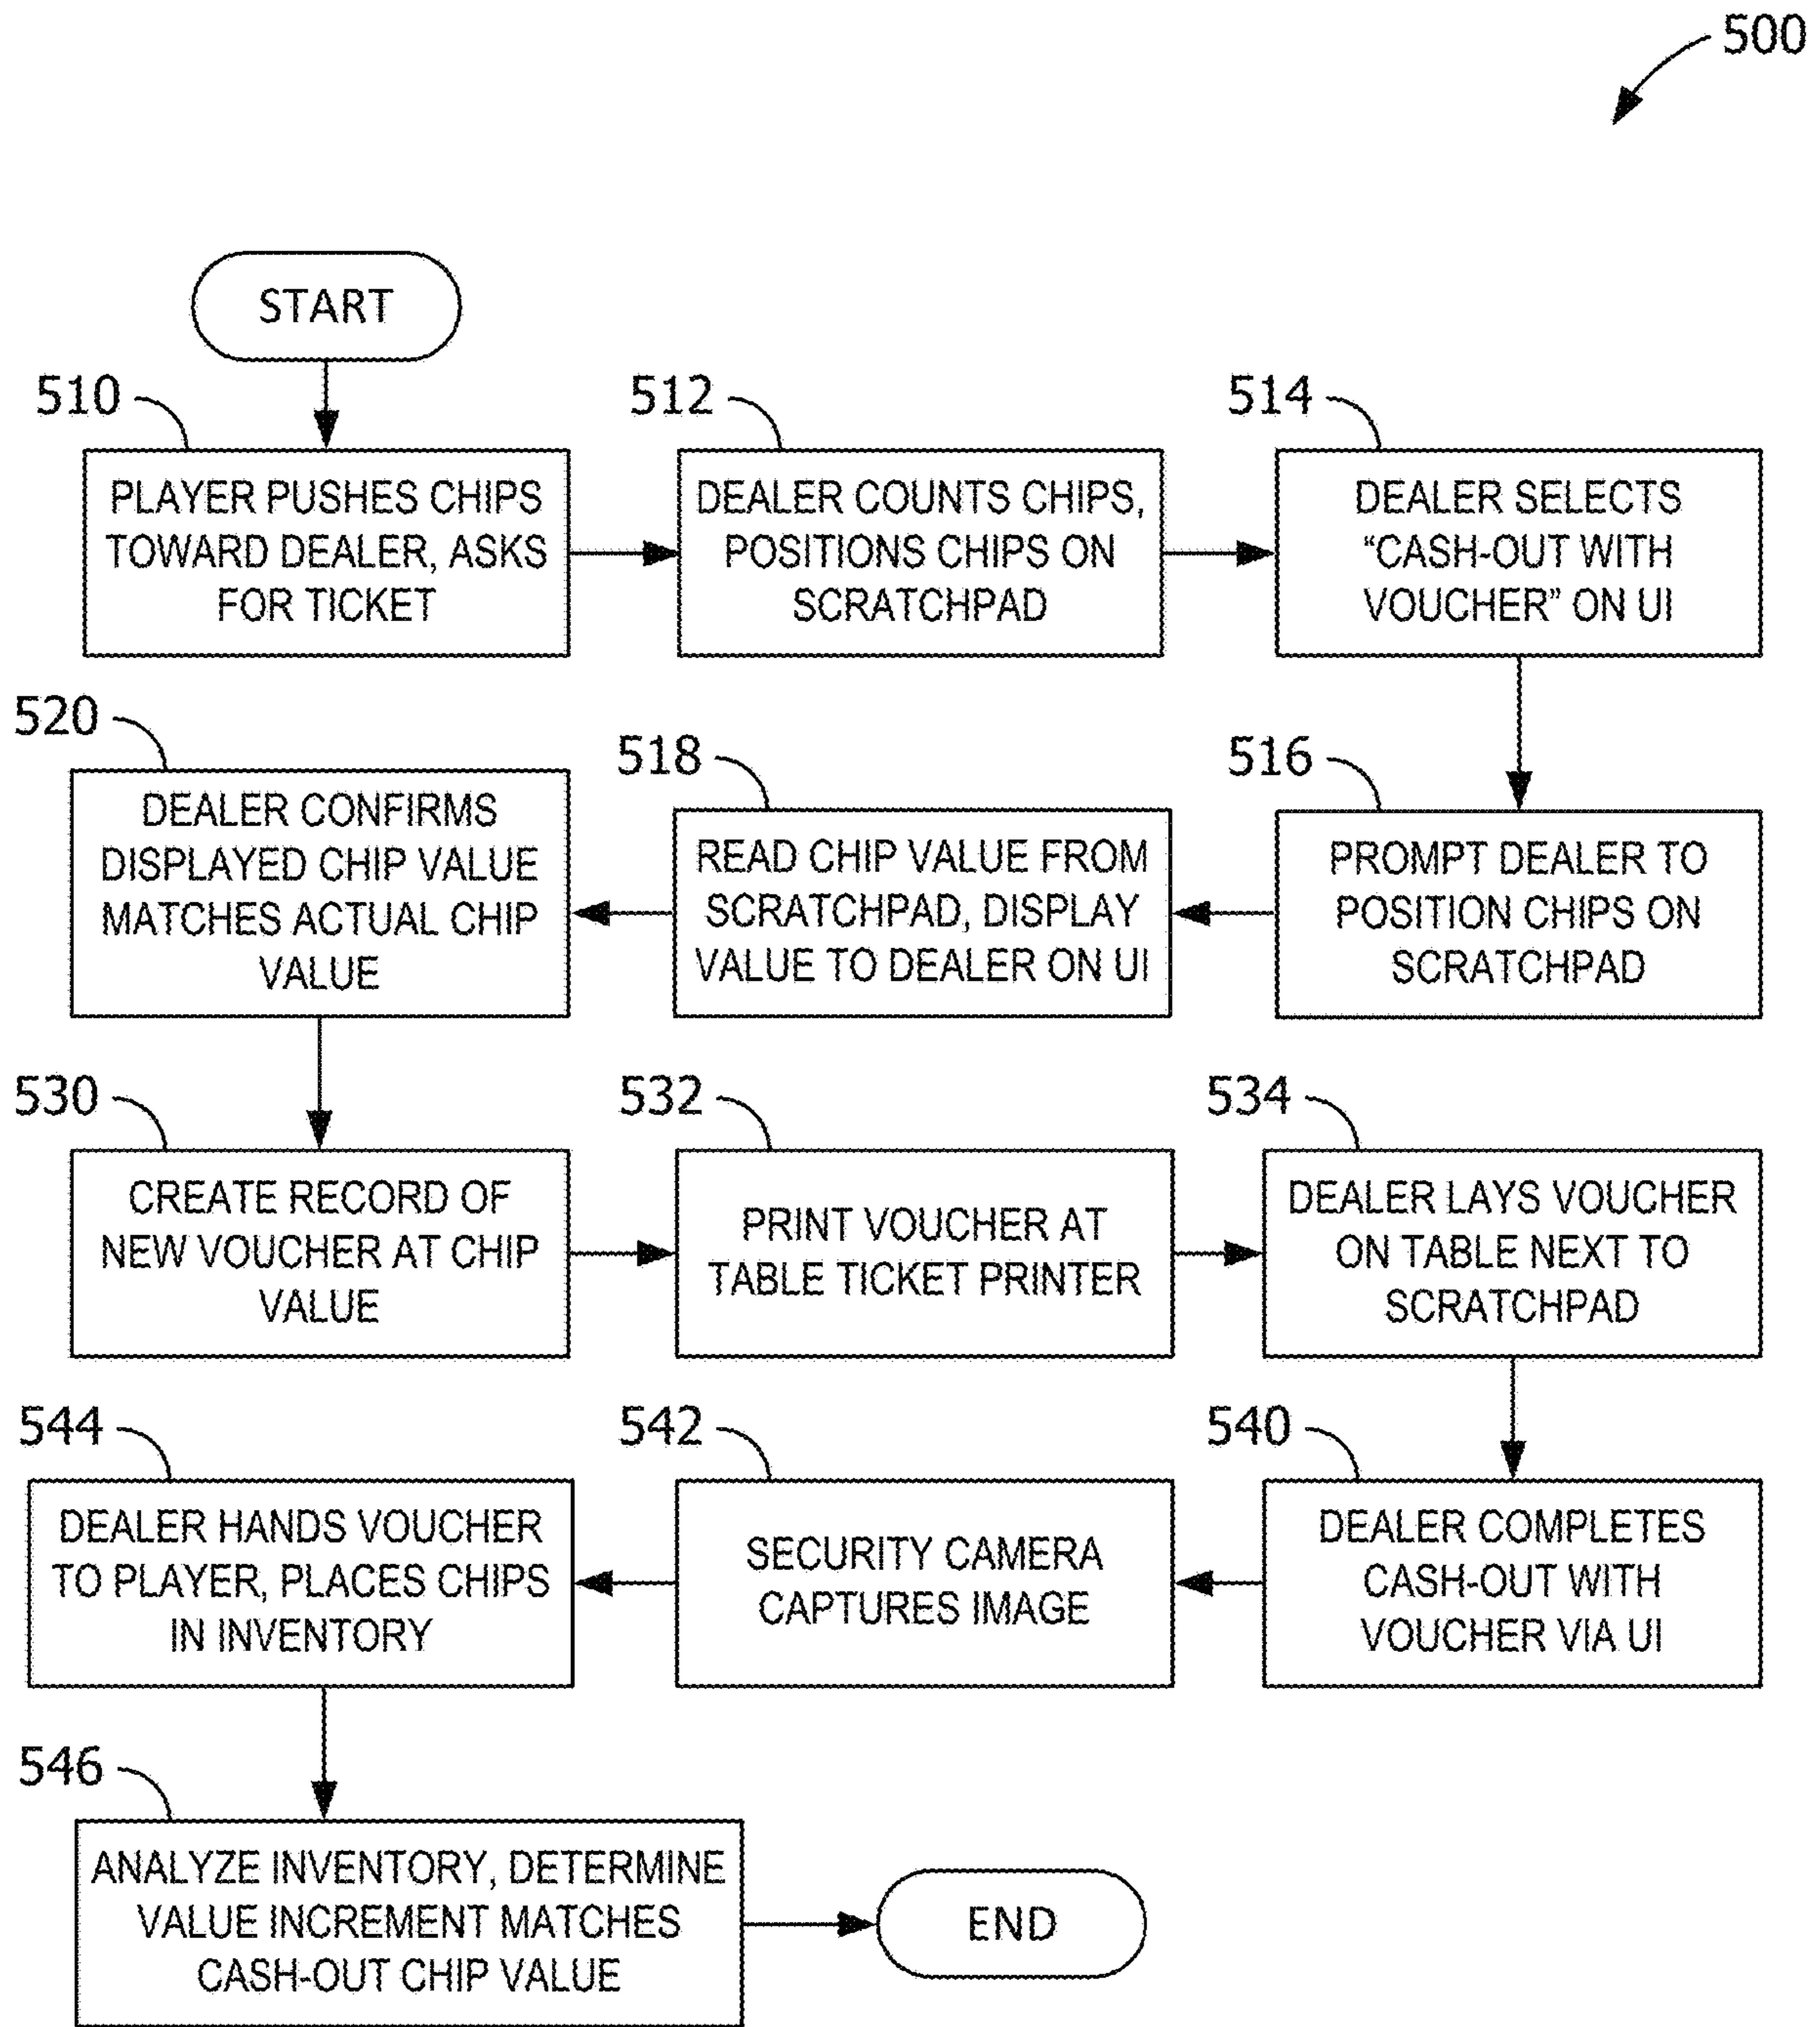 500
START
510
PLAYER PUSHES CHIPS
TOWARD DEALER, ASKS
FOR TICKET
512
DEALER COUNTS CHIPS,
POSITIONS CHIPS ON
SCRATCHPAD
514
DEALER SELECTS
“CASH-OUT WITH
VOUCHER” ON UI
516
PROMPT DEALER TO
POSITION CHIPS ON
SCRATCHPAD
518
READ CHIP VALUE FROM
SCRATCHPAD, DISPLAY
VALUE TO DEALER ON UI
520
DEALER CONFIRMS
DISPLAYED CHIP VALUE
MATCHES ACTUAL CHIP
VALUE
530
CREATE RECORD OF
NEW VOUCHER AT CHIP
VALUE
532
PRINT VOUCHER AT
TABLE TICKET PRINTER
534
DEALER LAYS VOUCHER
ON TABLE NEXT TO
SCRATCHPAD
540
DEALER COMPLETES
CASH-OUT WITH
VOUCHER VIA UI
542
SECURITY CAMERA
CAPTURES IMAGE
544
DEALER HANDS VOUCHER
TO PLAYER, PLACES CHIPS
IN INVENTORY
546
ANALYZE INVENTORY, DETERMINE
VALUE INCREMENT MATCHES
CASH-OUT CHIP VALUE
END